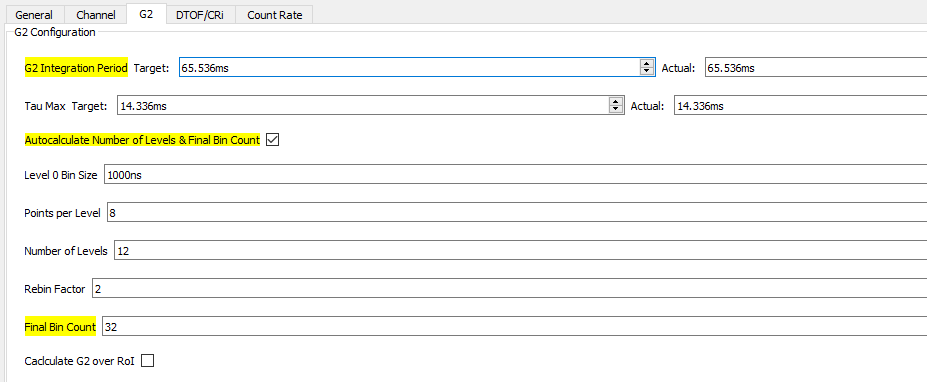 General Channel G2 DTOF/CRi Count Rate
G2 Configuration
G2 Integration Period Target: 65.536ms Actual: 65.536ms
Tau Max Target: 14.336ms Actual: 14.336ms
Autocalculate Number of Levels & Final Bin Count
Level 0 Bin Size 1000ns
Points per Level 8
Number of Levels 12
Rebin Factor 2
Final Bin Count 32
Caclculate G2 over RoI